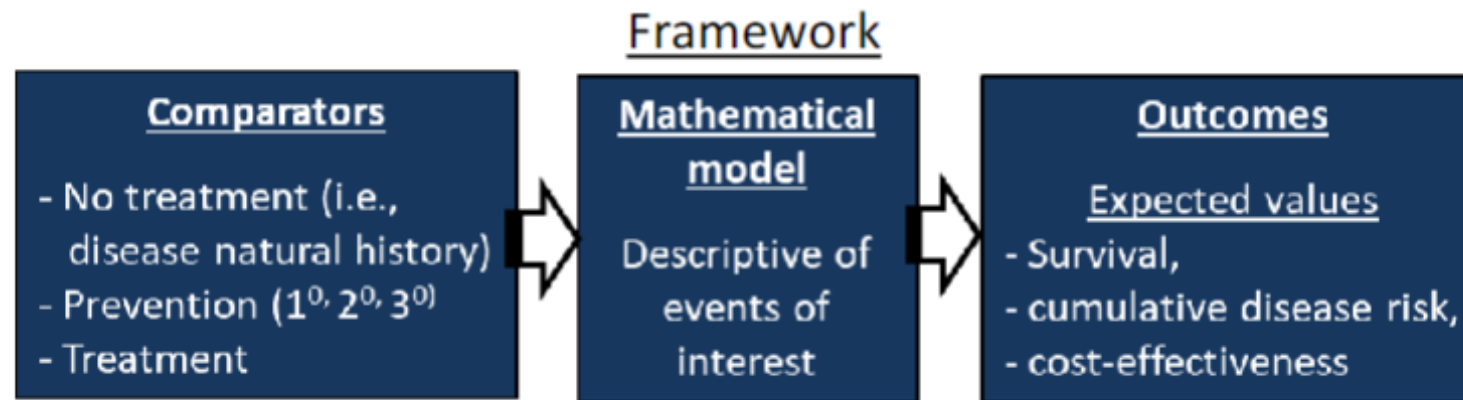 Framework
Comparators
- No treatment (i.e.,
disease natural history)
- Prevention (1⁰, 2⁰, 3⁰⁾
- Treatment
Mathematical
model
Descriptive of
events of
interest
Outcomes
Expected values
- Survival,
- cumulative disease risk,
- cost-effectiveness